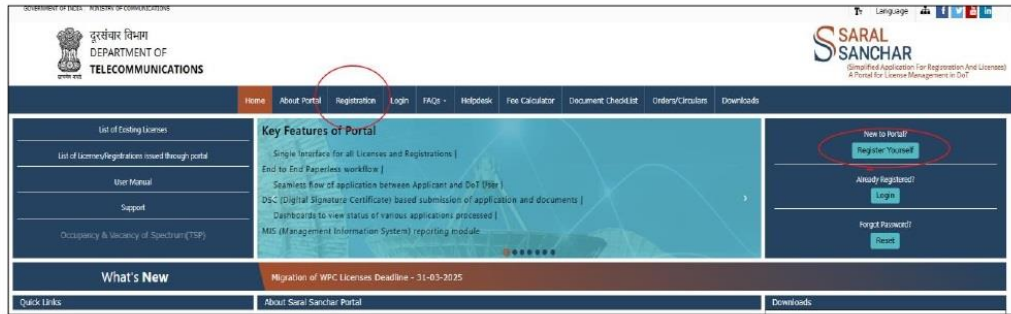 GOVERNMENT OF INDIA MINISTRY OF COMMUNICATIONS
Language
दूरसंचार विभाग
DEPARTMENT OF
TELECOMMUNICATIONS
सत्यमेव जयते
SARAL
SANCHAR
(Simplified Application For Registration And Licenses)
A Portal for License Management in DoT
Home About Portal Registration Login FAQs Helpdesk Fee Calculator Document CheckList Orders/Circulars Downloads
List of Existing Licenses
List of Licenses/Registrations issued through portal
User Manual
Support
Occupancy & Vacancy of Spectrum(TSP)
Key Features of Portal
Single Interface for all Licenses and Registrations |
End to End Paperless workflow |
Seamless flow of application between Applicant and DoT User |
DSC (Digital Signature Certificate) based submission of application and documents |
Dashboards to view status of various applications processed |
MIS (Management Information System) reporting module
New to Portal?
Register Yourself
Already Registered?
Login
Forgot Password?
Reset
What's New
Migration of WPC Licenses Deadline - 31-03-2025
Quick Links
About Saral Sanchar Portal
Downloads